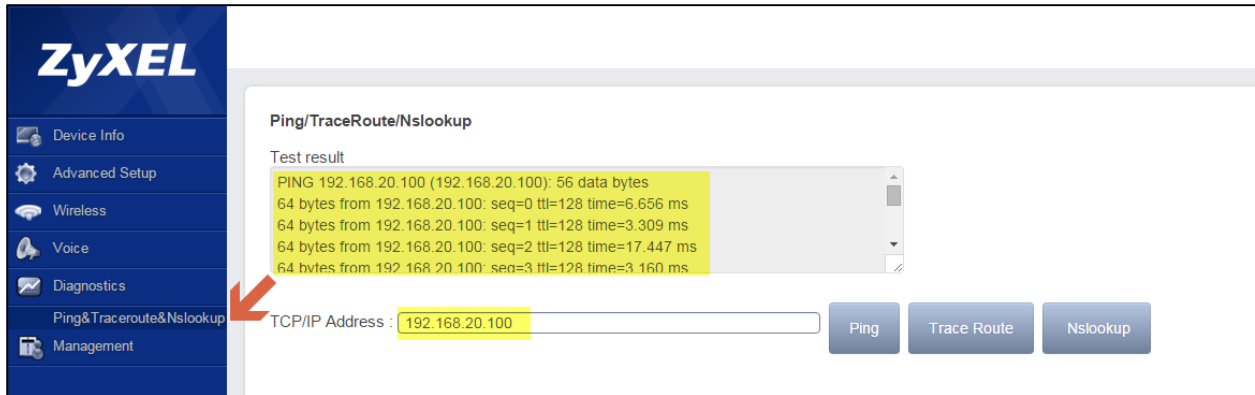 ZyXEL
Device Info
Advanced Setup
Wireless
Voice
Diagnostics
Ping&Traceroute&Nslookup
Management
Ping/TraceRoute/Nslookup
Test result
PING 192.168.20.100 (192.168.20.100): 56 data bytes
64 bytes from 192.168.20.100: seq=0 ttl=128 time=6.656 ms
64 bytes from 192.168.20.100: seq=1 ttl=128 time=3.309 ms
64 bytes from 192.168.20.100: seq=2 ttl=128 time=17.447 ms
64 bytes from 192.168.20.100: seq=3 ttl=128 time=3.160 ms
TCP/IP Address : 192.168.20.100
Ping
Trace Route
Nslookup